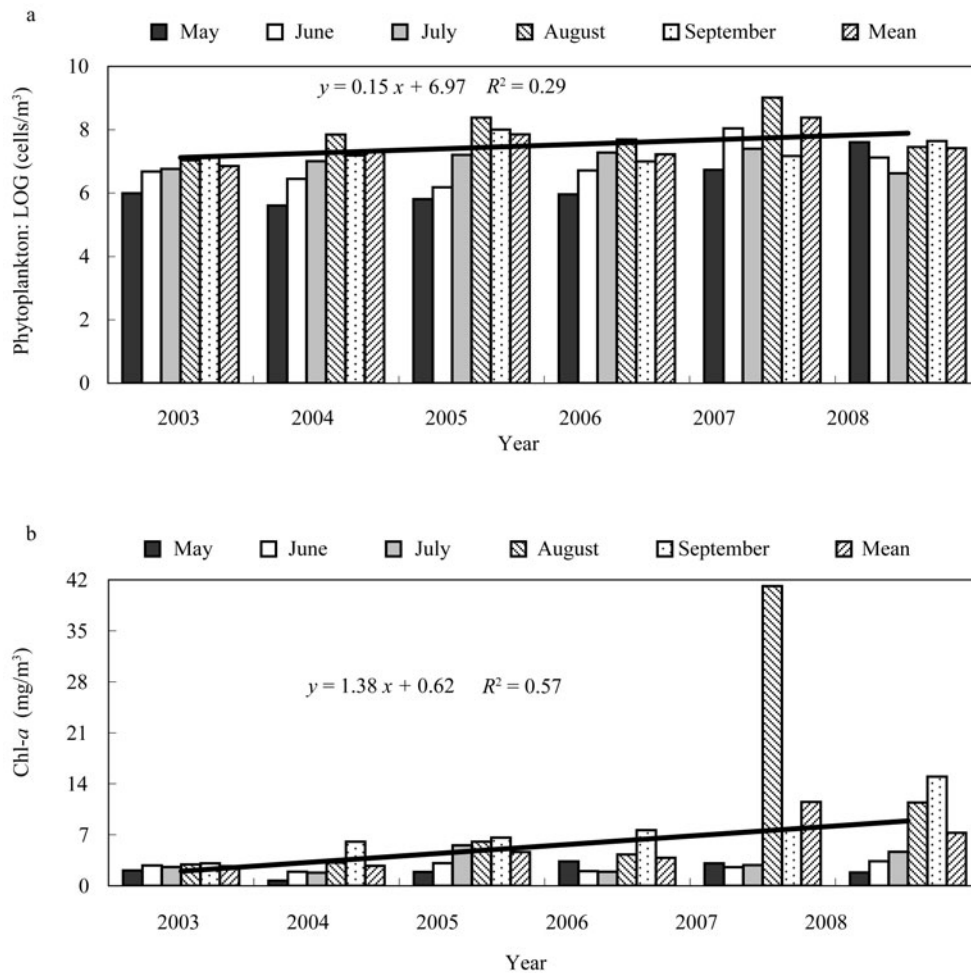 a
May June July August September Mean
y = 0.15 x + 6.97 R² = 0.29
Phytoplankton: LOG (cells/m³)
10
8
6
4
2
0
2003 2004 2005 2006 2007 2008
Year
b
May June July August September Mean
y = 1.38 x + 0.62 R² = 0.57
Chl-a (mg/m³)
42
35
28
21
14
7
0
2003 2004 2005 2006 2007 2008
Year